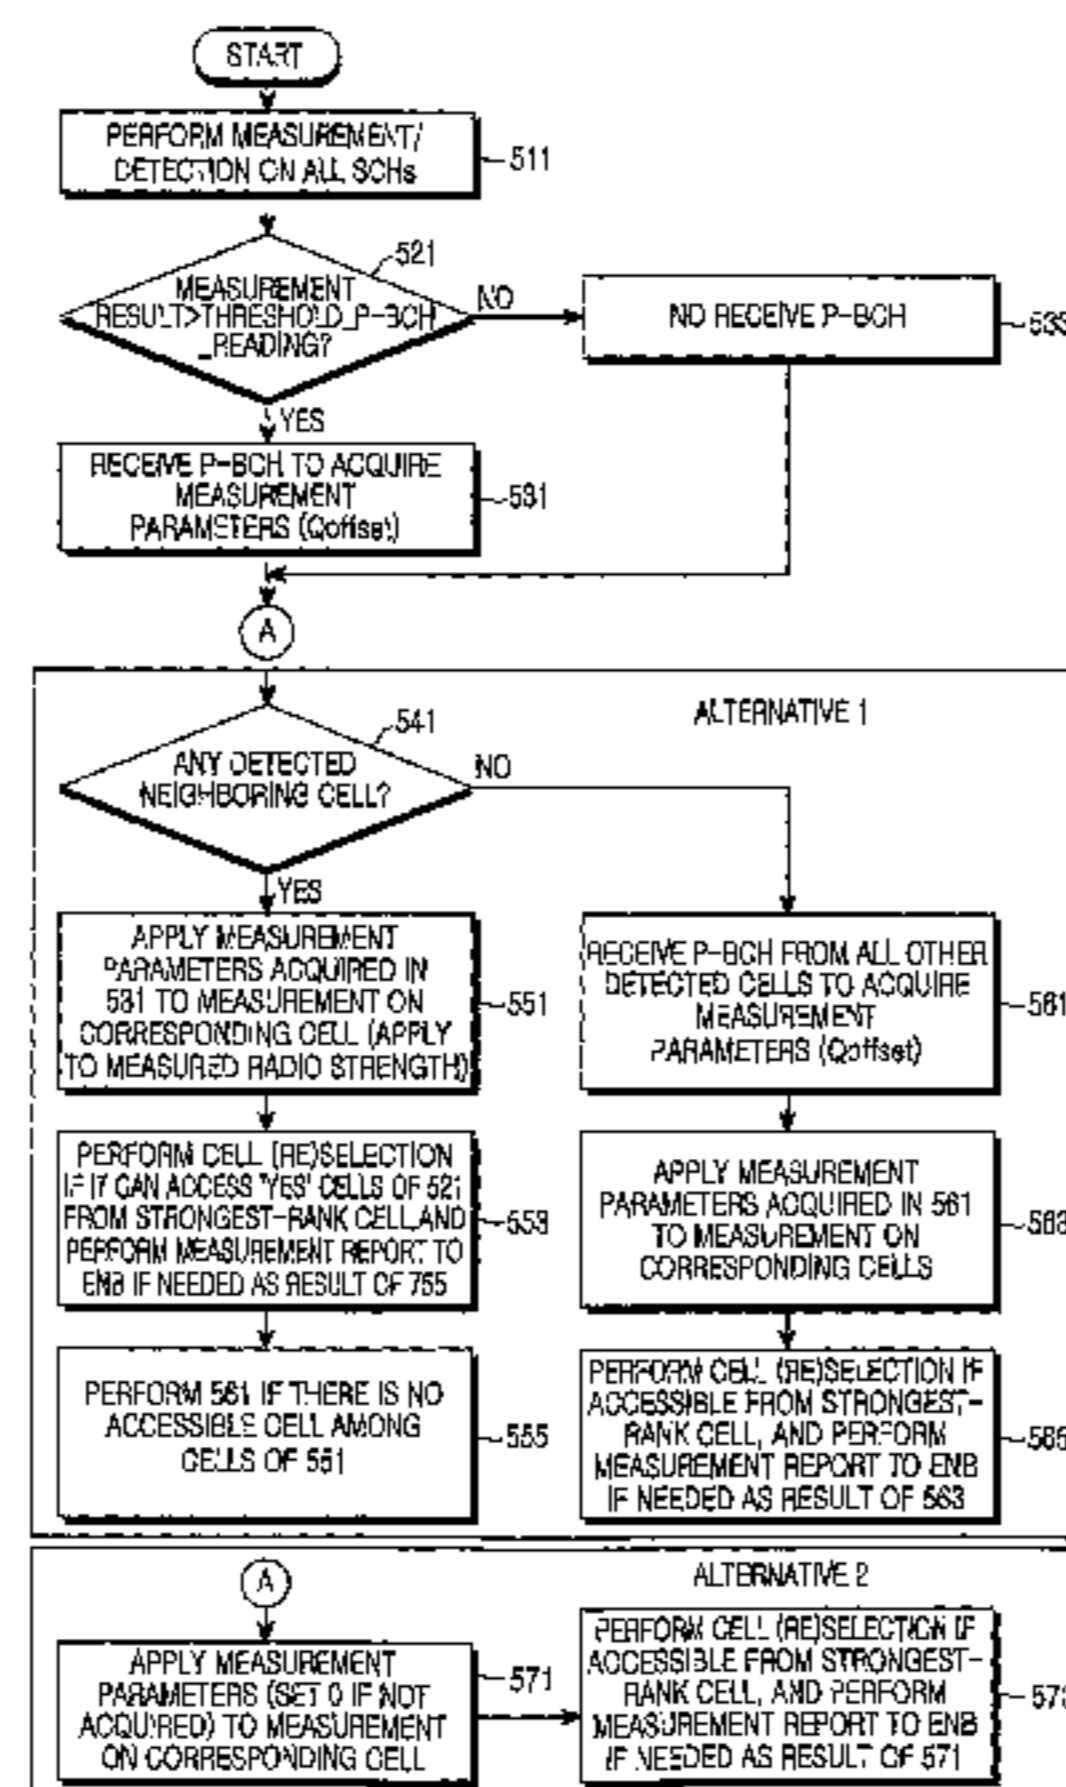 START
PERFORM MEASUREMENT/
DETECTION ON ALL SCHs
511
521
MEASUREMENT
RESULT>THRESHOLD_P-BCH
_READING?
NO
NO RECEIVE P-BCH
533
YES
RECEIVE P-BCH TO ACQUIRE
MEASUREMENT
PARAMETERS (Qoffset)
531
A
ALTERNATIVE 1
541
ANY DETECTED
NEIGHBORING CELL?
NO
YES
APPLY MEASUREMENT
PARAMETERS ACQUIRED IN
531 TO MEASUREMENT ON
CORRESPONDING CELL (APPLY
TO MEASURED RADIO STRENGTH)
551
RECEIVE P-BCH FROM ALL OTHER
DETECTED CELLS TO ACQUIRE
MEASUREMENT
PARAMETERS (Qoffset)
561
PERFORM CELL (RE)SELECTION
IF IT CAN ACCESS 'YES' CELLS OF 521
FROM STRONGEST-RANK CELL,AND
PERFORM MEASUREMENT REPORT TO
ENB IF NEEDED AS RESULT OF 755
553
APPLY MEASUREMENT
PARAMETERS ACQUIRED IN 561
TO MEASUREMENT ON
CORRESPONDING CELLS
563
PERFORM 561 IF THERE IS NO
ACCESSIBLE CELL AMONG
CELLS OF 551
555
PERFORM CELL (RE)SELECTION IF
ACCESSIBLE FROM STRONGEST-
RANK CELL, AND PERFORM
MEASUREMENT REPORT TO ENB
IF NEEDED AS RESULT OF 563
565
A
ALTERNATIVE 2
APPLY MEASUREMENT
PARAMETERS (SET 0 IF NOT
ACQUIRED) TO MEASUREMENT
ON CORRESPONDING CELL
571
PERFORM CELL (RE)SELECTION IF
ACCESSIBLE FROM STRONGEST-
RANK CELL, AND PERFORM
MEASUREMENT REPORT TO ENB
IF NEEDED AS RESULT OF 571